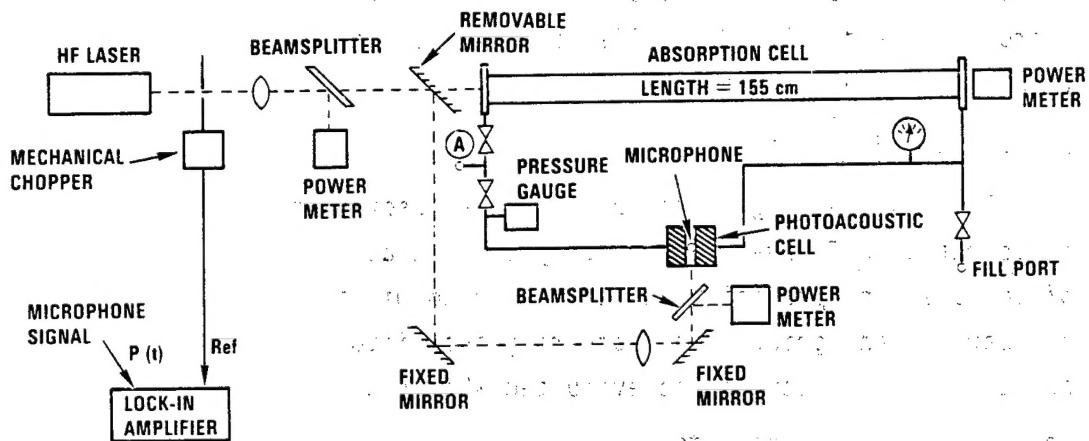 REMOVABLE
MIRROR
BEAMSPLITTER
HF LASER
ABSORPTION CELL
LENGTH = 155 cm
POWER
METER
MECHANICAL
CHOPPER
POWER
METER
A
PRESSURE
GAUGE
MICROPHONE
PHOTOACOUSTIC
CELL
FILL PORT
BEAMSPLITTER
POWER
METER
MICROPHONE
SIGNAL
P (t)
Ref
FIXED
MIRROR
FIXED
MIRROR
LOCK-IN
AMPLIFIER